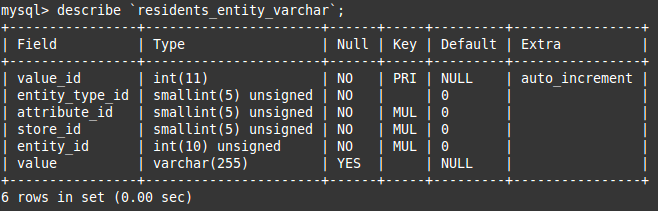 mysql> describe `residents_entity_varchar`;
+----------------+----------------------+------+-----+---------+----------------+
| Field          | Type                 | Null | Key | Default | Extra          |
+----------------+----------------------+------+-----+---------+----------------+
| value_id       | int(11)              | NO   | PRI | NULL    | auto_increment |
| entity_type_id | smallint(5) unsigned | NO   |     | 0       |                |
| attribute_id   | smallint(5) unsigned | NO   | MUL | 0       |                |
| store_id       | smallint(5) unsigned | NO   | MUL | 0       |                |
| entity_id      | int(10) unsigned     | NO   | MUL | 0       |                |
| value          | varchar(255)         | YES  |     | NULL    |                |
+----------------+----------------------+------+-----+---------+----------------+
6 rows in set (0.00 sec)